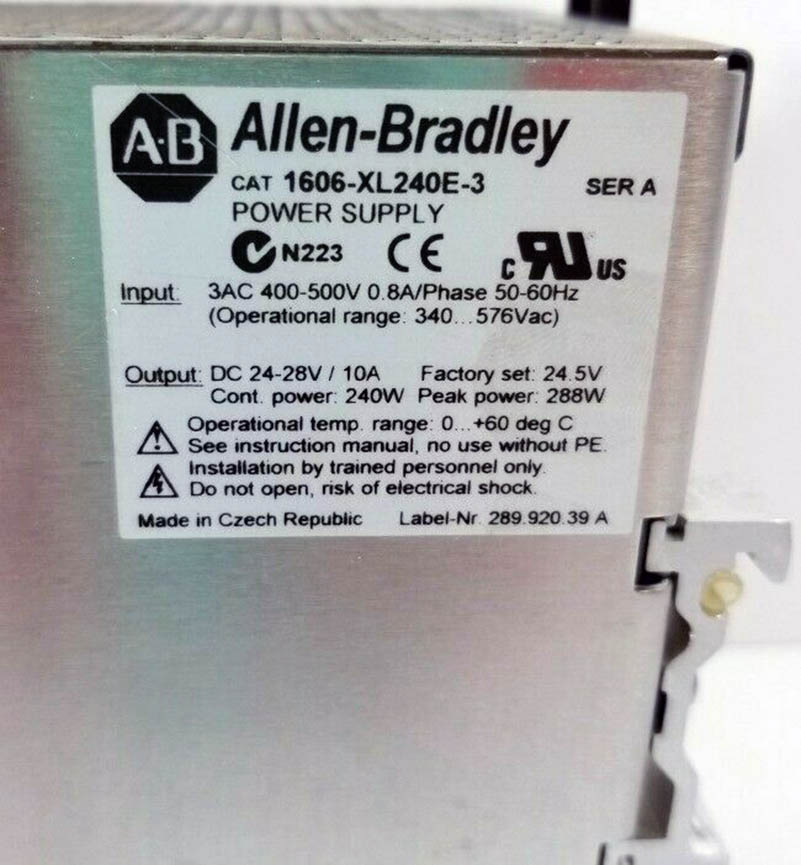 A·B Allen-Bradley
CAT 1606-XL240E-3 SER A
POWER SUPPLY
N223 CE C RU US
Input: 3AC 400-500V 0.8A/Phase 50-60Hz
(Operational range: 340...576Vac)
Output: DC 24-28V / 10A Factory set: 24.5V
Cont. power: 240W Peak power: 288W
Operational temp. range: 0...+60 deg C
See instruction manual, no use without PE.
Installation by trained personnel only.
Do not open, risk of electrical shock.
Made in Czech Republic Label-Nr. 289.920.39 A